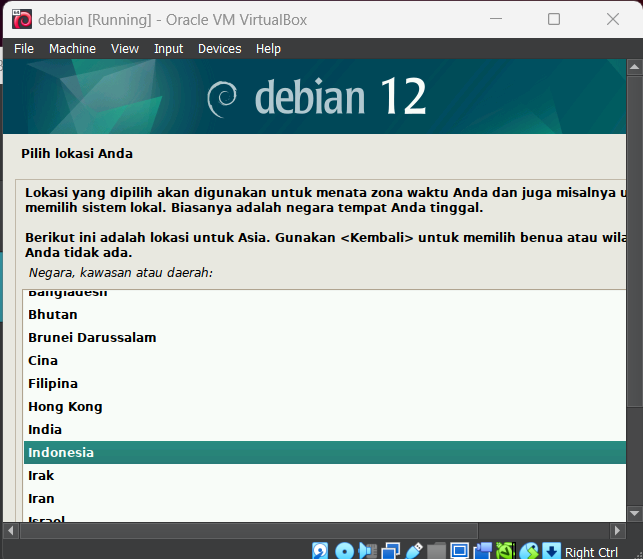 debian [Running] - Oracle VM VirtualBox
File Machine View Input Devices Help
debian 12
Pilih lokasi Anda
Lokasi yang dipilih akan digunakan untuk menata zona waktu Anda dan juga misalnya u
memilih sistem lokal. Biasanya adalah negara tempat Anda tinggal.
Berikut ini adalah lokasi untuk Asia. Gunakan <Kembali> untuk memilih benua atau wila
Anda tidak ada.
Negara, kawasan atau daerah:
Bangladesh
Bhutan
Brunei Darussalam
Cina
Filipina
Hong Kong
India
Indonesia
Irak
Iran
Israel
Right Ctrl